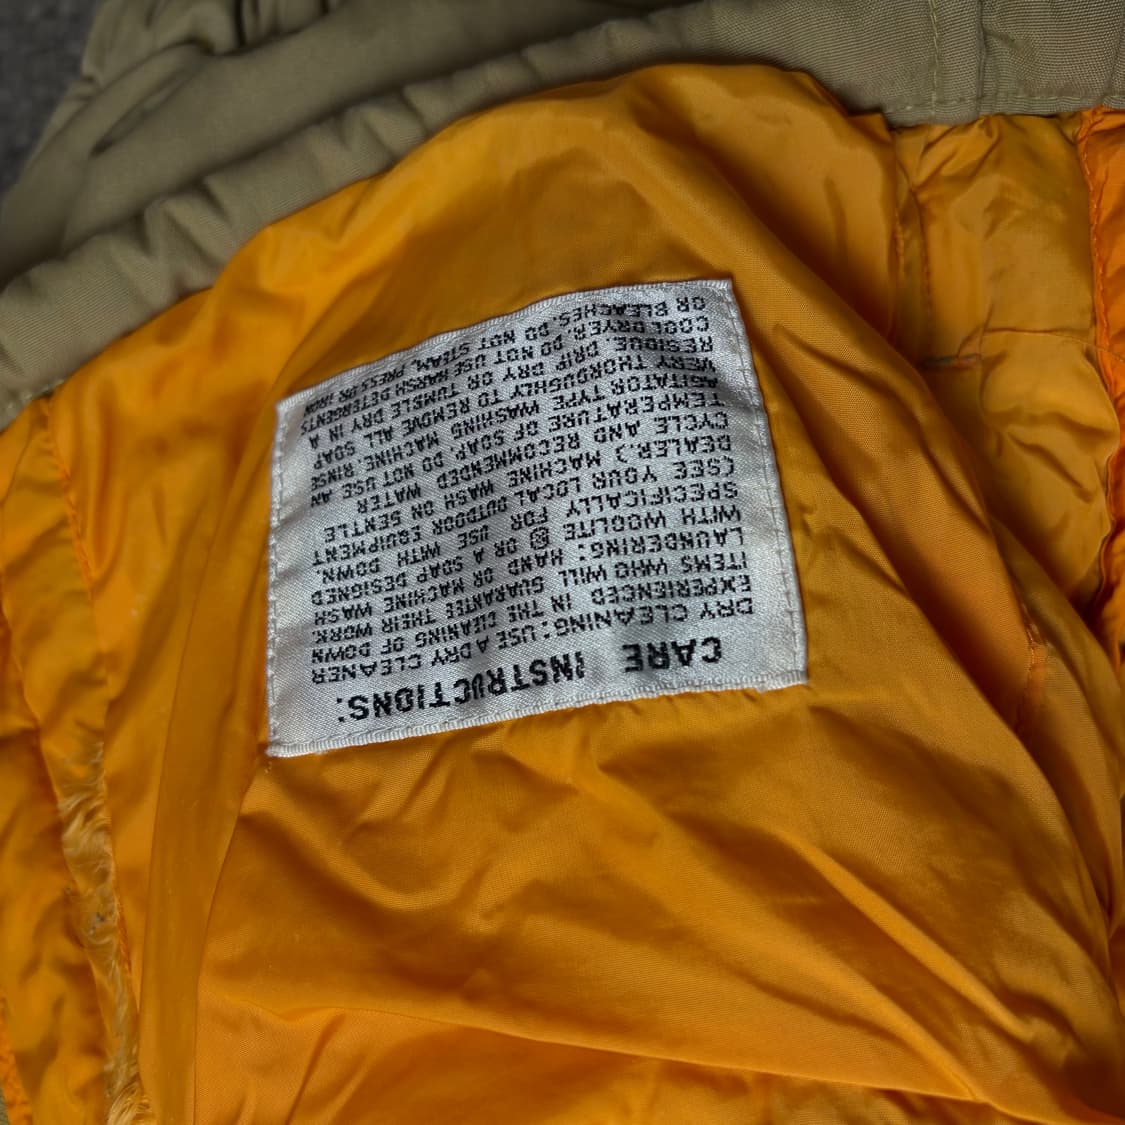 CARE INSTRUCTIONS:
DRY CLEANING: USE A DRY CLEANER
EXPERIENCED IN THE CLEANING OF DOWN
ITEMS WHO WILL GUARANTEE THEIR WORK.
LAUNDERING: HAND OR MACHINE WASH
WITH WOOLITE ® OR A SOAP DESIGNED
SPECIFICALLY FOR USE WITH DOWN.
(SEE YOUR LOCAL OUTDOOR EQUIPMENT
DEALER.) MACHINE WASH ON GENTLE
CYCLE AND RECOMMENDED WATER
TEMPERATURE OF SOAP. DO NOT USE AN
AGITATOR TYPE WASHING MACHINE. RINSE
VERY THOROUGHLY TO REMOVE ALL SOAP
RESIDUE. DRIP DRY OR TUMBLE DRY IN A
COOL DRYER. DO NOT USE HARSH DETERGENTS
OR BLEACHES. DO NOT STEAM, PRESS OR IRON